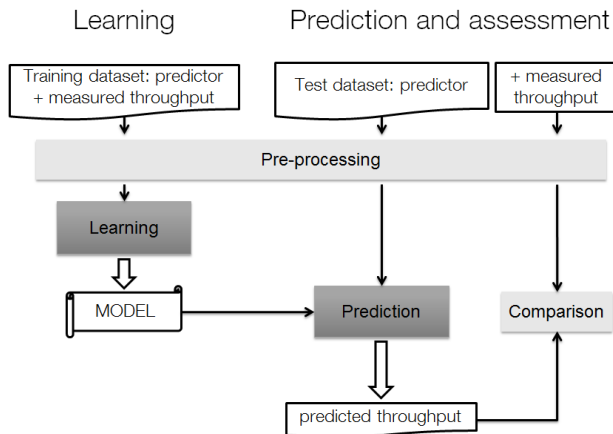 Learning
Prediction and assessment
Training dataset: predictor
+ measured throughput
Test dataset: predictor
+ measured
throughput
Pre-processing
Learning
MODEL
Prediction
Comparison
predicted throughput